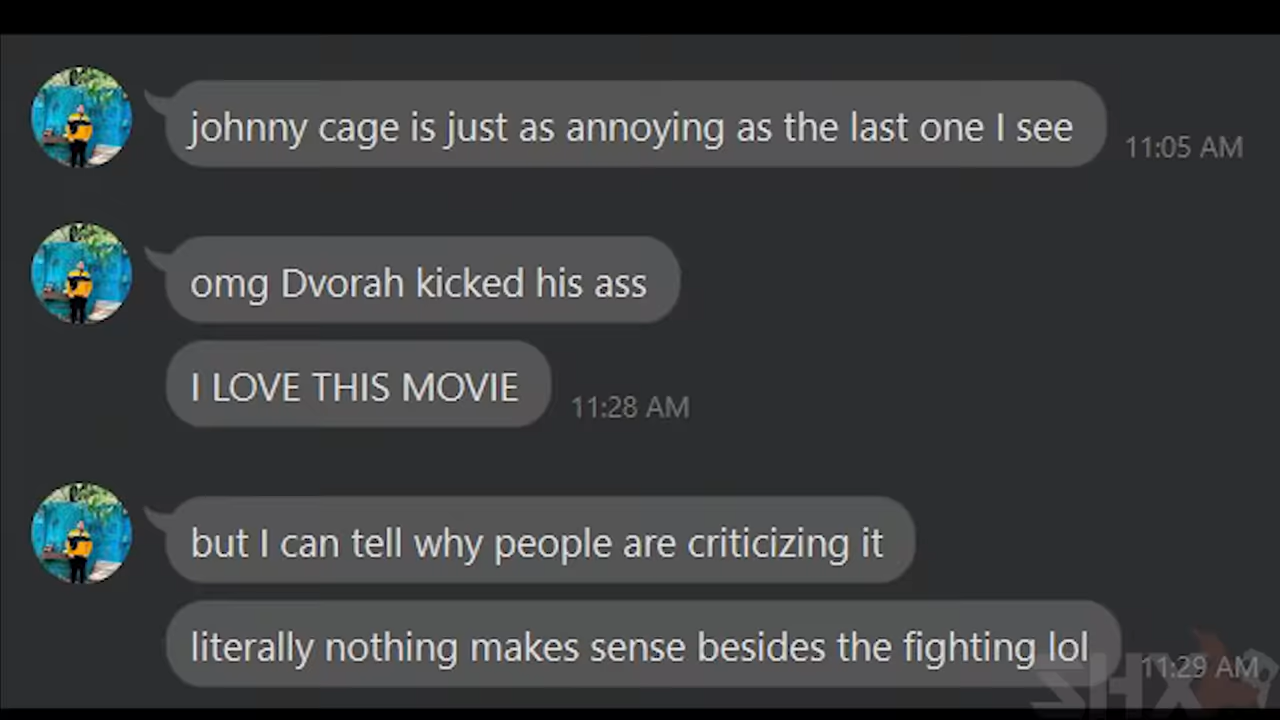 johnny cage is just as annoying as the last one I see
11:05 AM
omg Dvorah kicked his ass
I LOVE THIS MOVIE
11:28 AM
but I can tell why people are criticizing it
literally nothing makes sense besides the fighting lol
11:29 AM
SHX